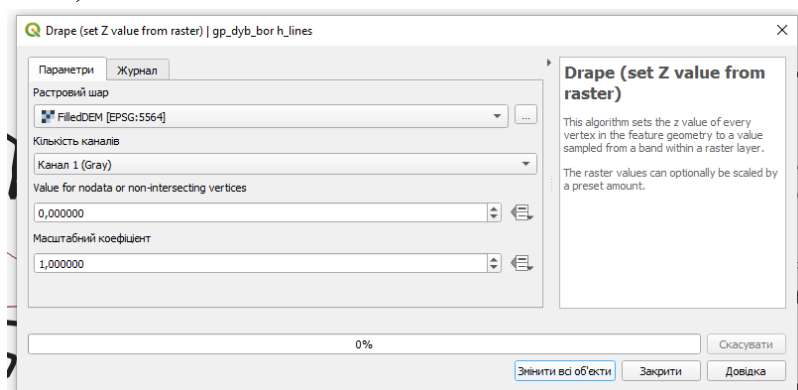 Drape (set Z value from raster) | gp_dyb_bor h_lines
Параметри
Журнал
Растровий шар
FilledDEM [EPSG:5564]
...
Кількість каналів
Канал 1 (Gray)
Value for nodata or non-intersecting vertices
0,000000
Масштабний коефіцієнт
1,000000
Drape (set Z value from
raster)
This algorithm sets the z value of every
vertex in the feature geometry to a value
sampled from a band within a raster layer.
The raster values can optionally be scaled by
a preset amount.
0%
Скасувати
Змінити всі об'єкти
Закрити
Довідка